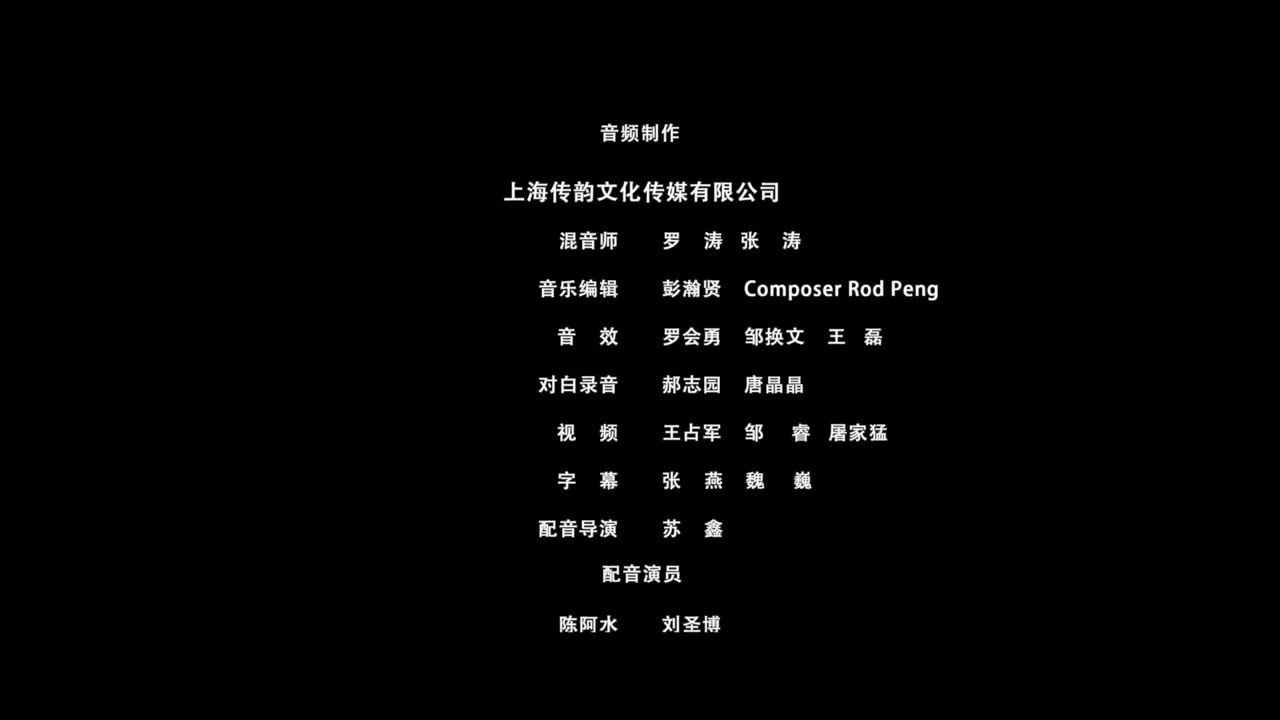 音频制作
上海传韵文化传媒有限公司
混音师 罗 涛 张 涛
音乐编辑 彭瀚贤 Composer Rod Peng
音 效 罗会勇 邹换文 王 磊
对白录音 郝志园 唐晶晶
视 频 王占军 邹 睿 屠家猛
字 幕 张 燕 魏 巍
配音导演 苏 鑫
配音演员
陈阿水 刘圣博